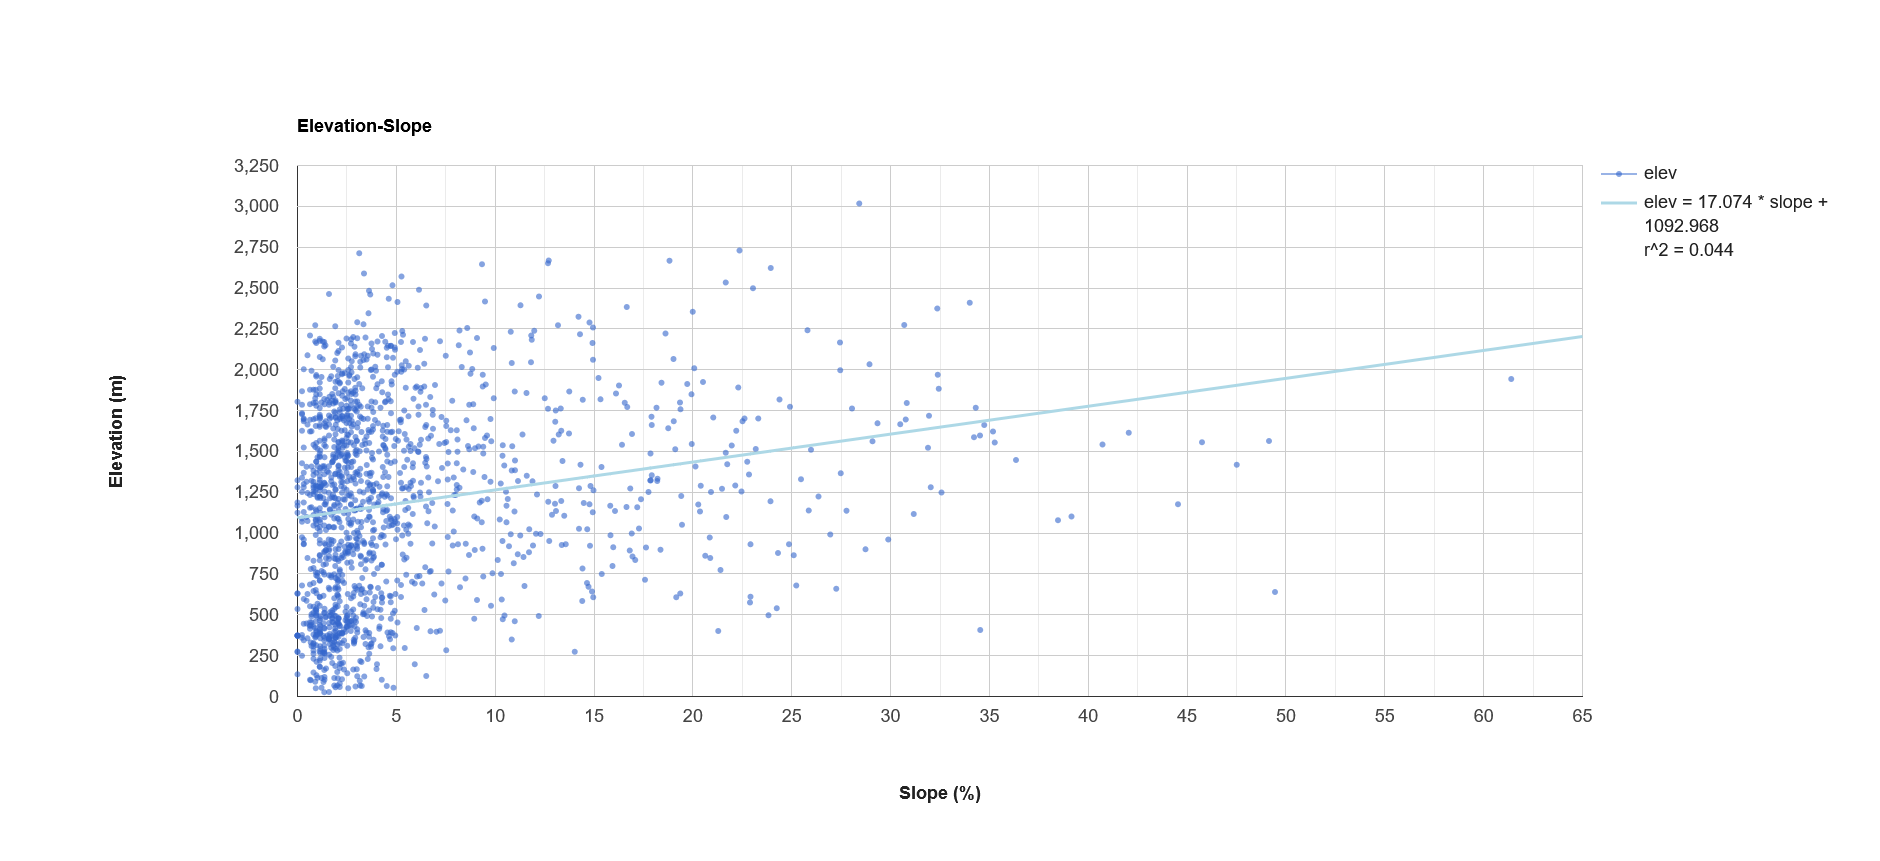 Elevation-Slope
3,250
3,000
2,750
2,500
2,250
2,000
1,750
1,500
1,250
1,000
750
500
250
0
0 5 10 15 20 25 30 35 40 45 50 55 60 65
Elevation (m)
Slope (%)
elev
elev = 17.074 * slope +
1092.968
r^2 = 0.044